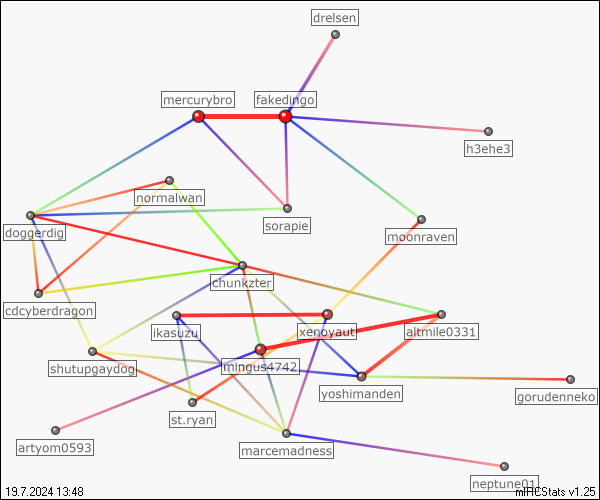 drelsen
mercurybro
fakedingo
h3ehe3
normalwan
sorapie
doggerdig
moonraven
chunkzter
cdcyberdragon
ikasuzu
xenoyaut
altmile0331
shutupgaydog
mingus4742
yoshimanden
gorudenneko
st.ryan
artyom0593
marcemadness
neptune01
19.7.2024 13:48
mIRCStats v1.25